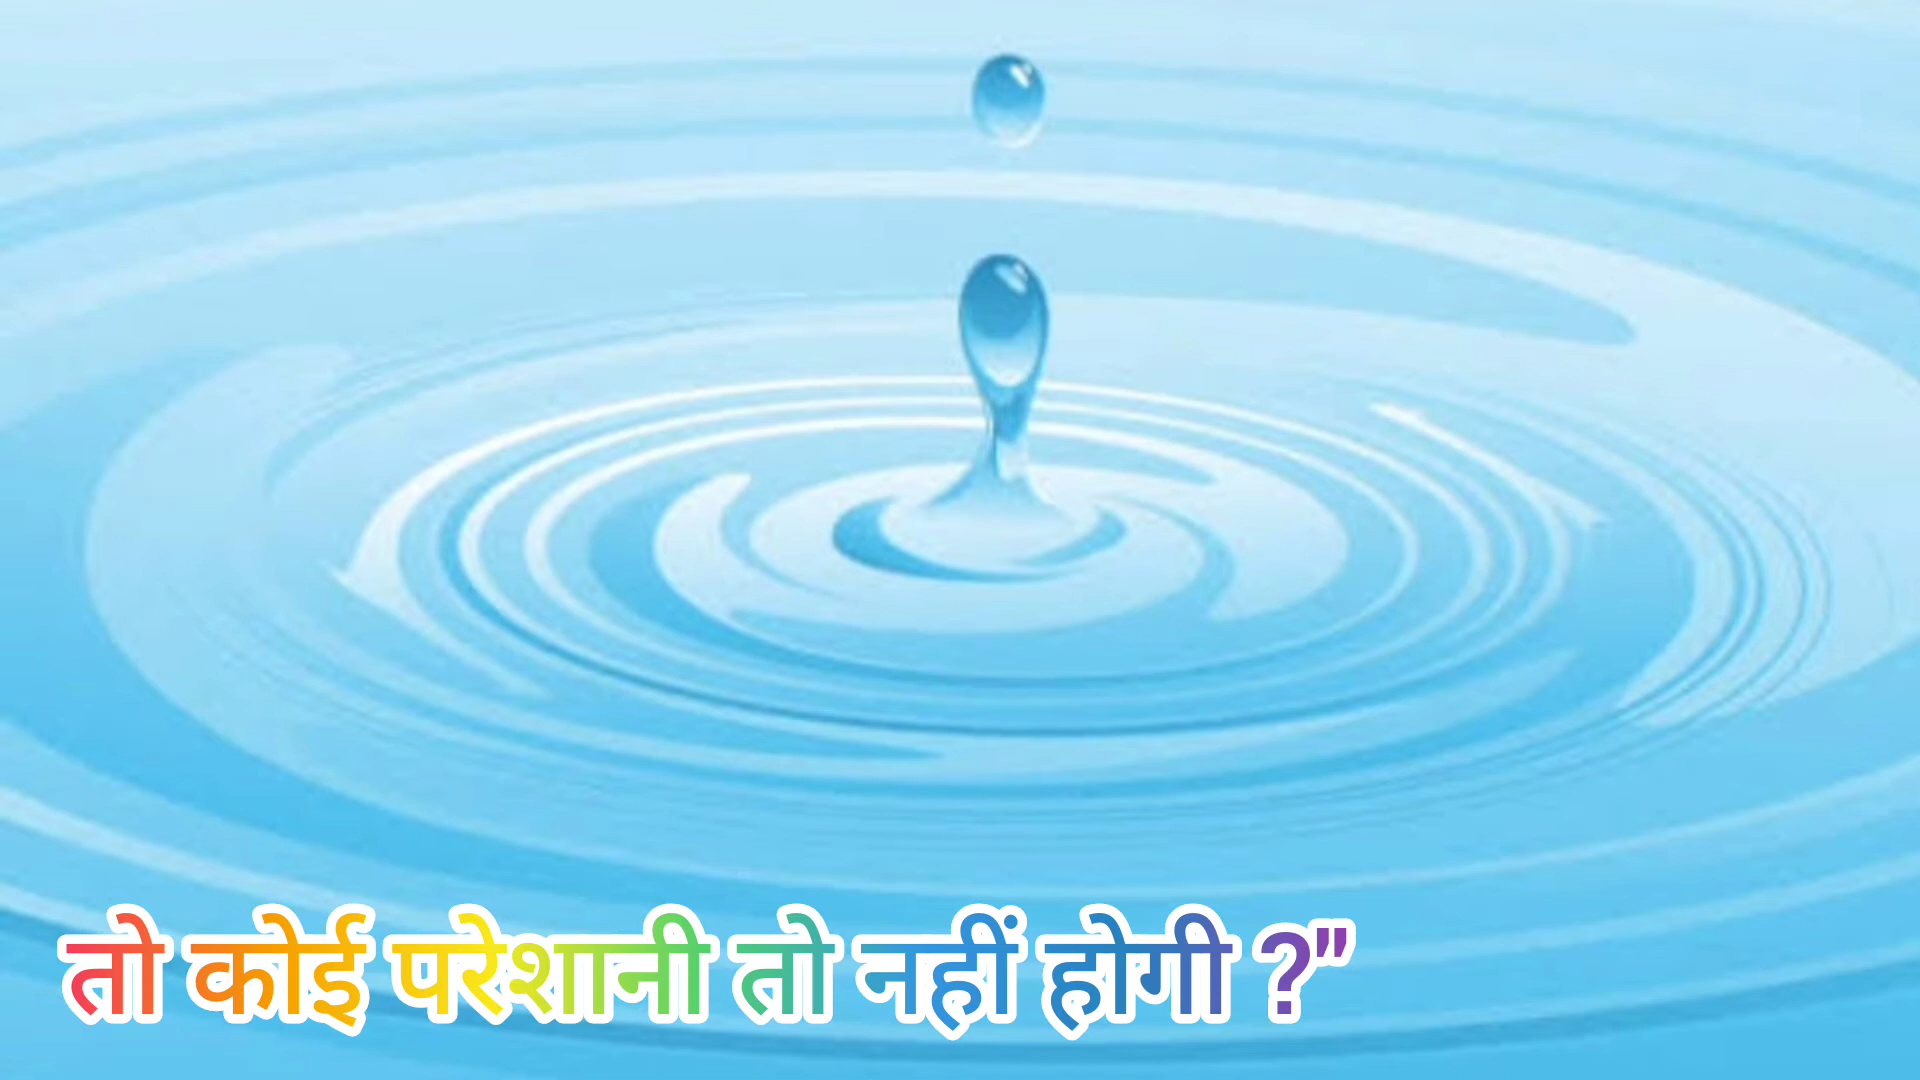 तो कोई परेशानी तो नहीं होगी ?"